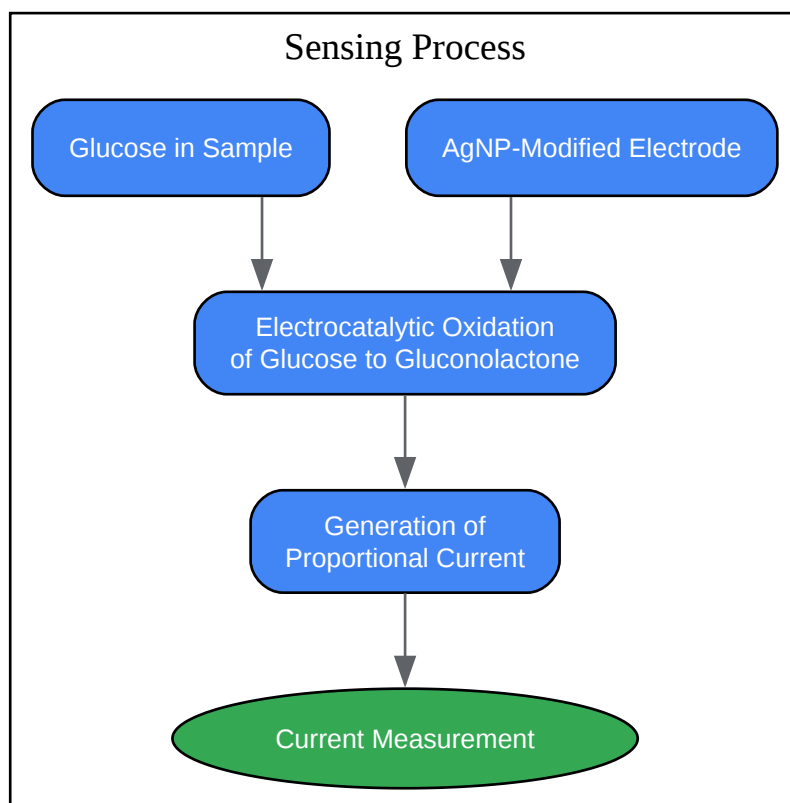 Sensing Process
Glucose in Sample
AgNP-Modified Electrode
Electrocatalytic Oxidation
of Glucose to Gluconolactone
Generation of
Proportional Current
Current Measurement